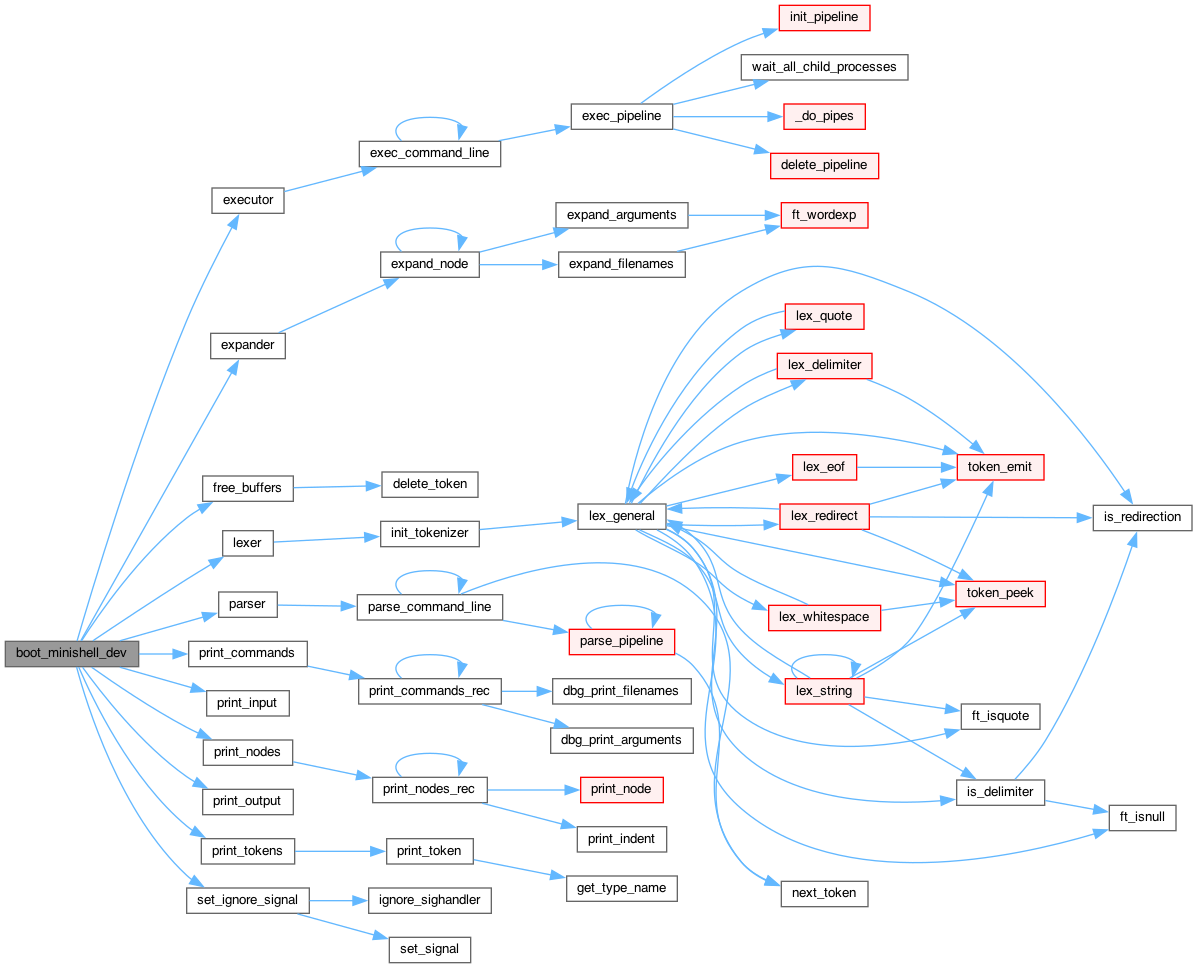 init_pipeline
wait_all_child_processes
_do_pipes
exec_pipeline
exec_command_line
delete_pipeline
executor
expand_arguments
ft_wordexp
expand_node
expand_filenames
lex_quote
expander
lex_delimiter
lex_eof
token_emit
free_buffers
delete_token
lex_general
lex_redirect
is_redirection
lexer
init_tokenizer
token_peek
parser
parse_command_line
lex_whitespace
parse_pipeline
boot_minishell_dev
print_commands
print_commands_rec
dbg_print_filenames
lex_string
print_input
ft_isquote
dbg_print_arguments
print_nodes
print_nodes_rec
print_node
is_delimiter
print_output
ft_isnull
print_indent
print_tokens
print_token
get_type_name
next_token
set_ignore_signal
ignore_sighandler
set_signal